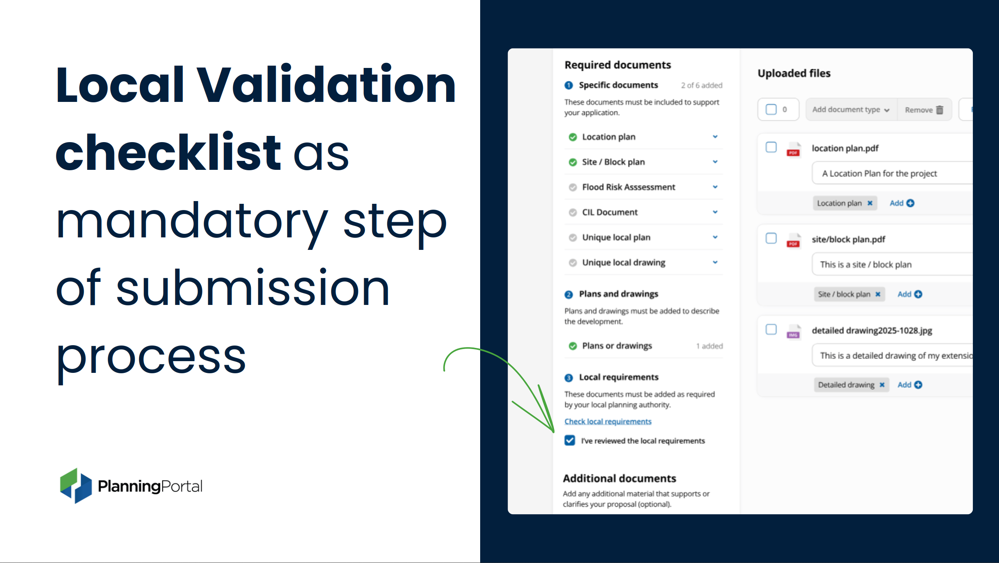 Local Validation
checklist as
mandatory step
of submission
process
PlanningPortal
Required documents
1 Specific documents 2 of 6 added
These documents must be included to support
your application.
Location plan
Site / Block plan
Flood Risk Asssessment
CIL Document
Unique local plan
Unique local drawing
2 Plans and drawings
Plans and drawings must be added to describe
the development.
Plans or drawings 1 added
3 Local requirements
These documents must be added as required
by your local planning authority.
Check local requirements
I've reviewed the local requirements
Additional documents
Add any additional material that supports or
clarifies your proposal (optional).
Uploaded files
0 Add document type Remove
PDF location plan.pdf
A Location Plan for the project
Location plan Add
PDF site/block plan.pdf
This is a site / block plan
Site / block plan Add
IMG detailed drawing2025-1028.jpg
This is a detailed drawing of my extensio
Detailed drawing Add